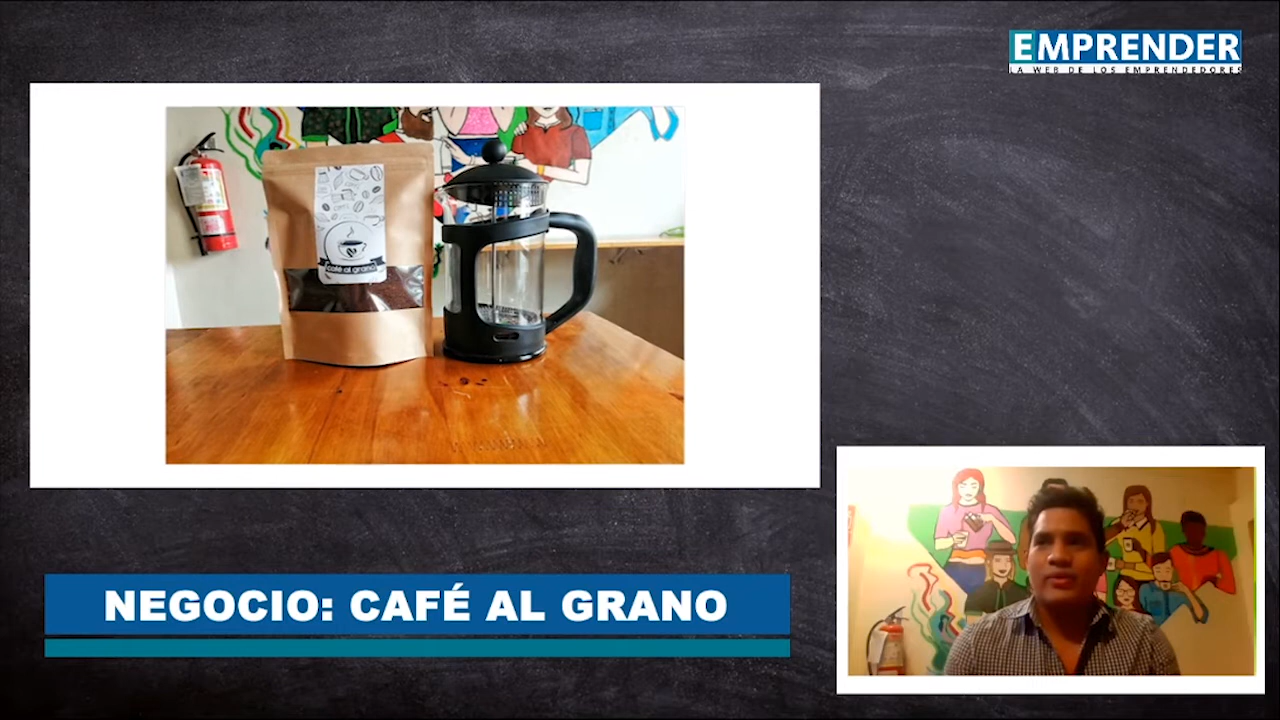 EMPRENDER
LA WEB DE LOS EMPRENDEDORES
café al grano
NEGOCIO: CAFÉ AL GRANO